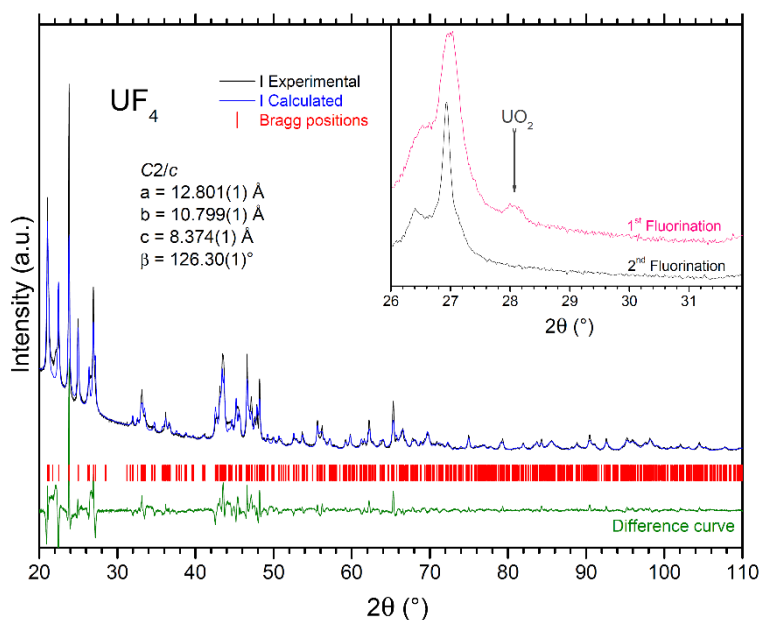 UF₄
I Experimental
I Calculated
Bragg positions
C2/c
a = 12.801(1) Å
b = 10.799(1) Å
c = 8.374(1) Å
β = 126.30(1)°
UO₂
1ˢᵗ Fluorination
2ⁿᵈ Fluorination
26 27 28 29 30 31
2θ (°)
Intensity (a.u.)
Difference curve
20 30 40 50 60 70 80 90 100 110
2θ (°)